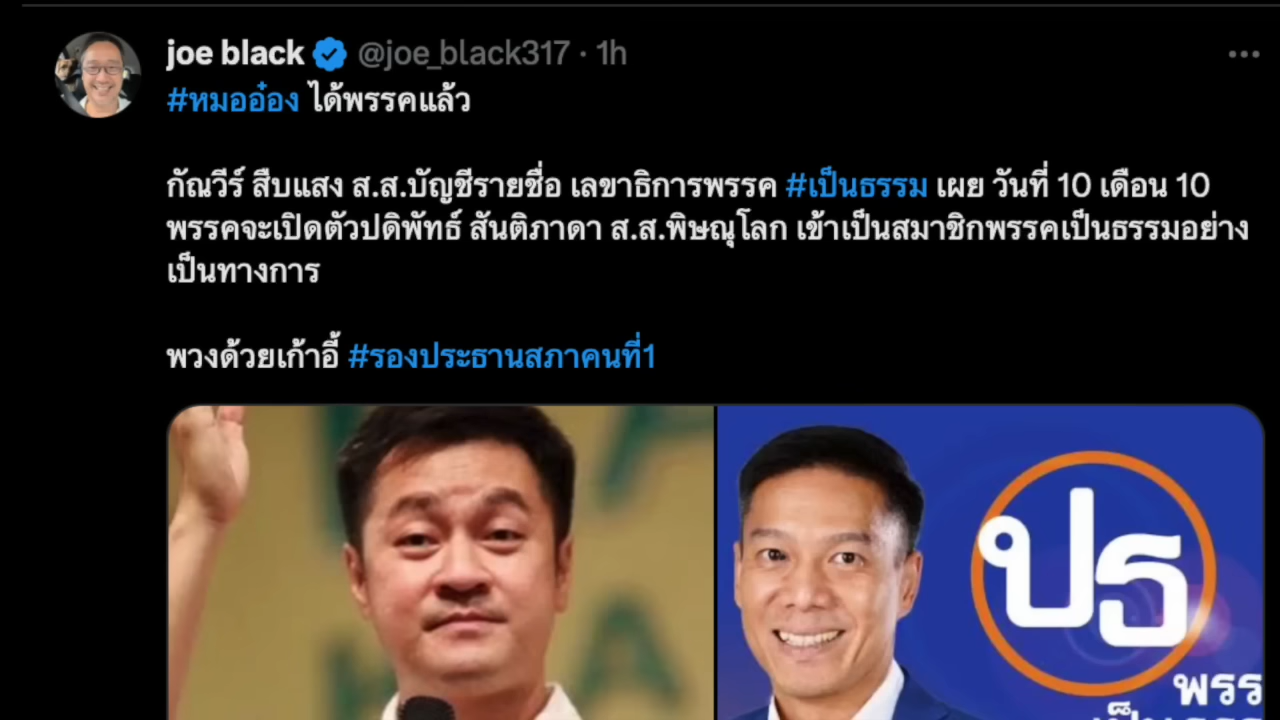 joe black @joe_black317 · 1h
#หมออ๋อง ได้พรรคแล้ว
กัณวีร์ สืบแสง ส.ส.บัญชีรายชื่อ เลขาธิการพรรค #เป็นธรรม เผย วันที่ 10 เดือน 10
พรรคจะเปิดตัวปดิพัทธ์ สันติภาดา ส.ส.พิษณุโลก เข้าเป็นสมาชิกพรรคเป็นธรรมอย่าง
เป็นทางการ
พวงด้วยเก้าอี้ #รองประธานสภาคนที่1
ปธ
พรร